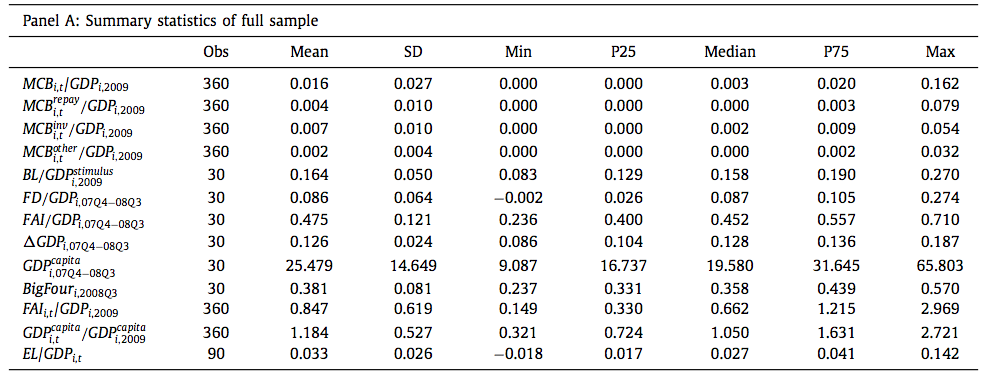 Panel A: Summary statistics of full sample
Obs Mean SD Min P25 Median P75 Max
MCB_{i,t}/GDP_{i,2009} 360 0.016 0.027 0.000 0.000 0.003 0.020 0.162
MCB^{repay}_{i,t}/GDP_{i,2009} 360 0.004 0.010 0.000 0.000 0.000 0.003 0.079
MCB^{inv}_{i,t}/GDP_{i,2009} 360 0.007 0.010 0.000 0.000 0.002 0.009 0.054
MCB^{other}_{i,t}/GDP_{i,2009} 360 0.002 0.004 0.000 0.000 0.000 0.002 0.032
BL/GDP^{stimulus}_{i,2009} 30 0.164 0.050 0.083 0.129 0.158 0.190 0.270
FD/GDP_{i,07Q4−08Q3} 30 0.086 0.064 −0.002 0.026 0.087 0.105 0.274
FAI/GDP_{i,07Q4−08Q3} 30 0.475 0.121 0.236 0.400 0.452 0.557 0.710
ΔGDP_{i,07Q4−08Q3} 30 0.126 0.024 0.086 0.104 0.128 0.136 0.187
GDP^{capita}_{i,07Q4−08Q3} 30 25.479 14.649 9.087 16.737 19.580 31.645 65.803
BigFour_{i,2008Q3} 30 0.381 0.081 0.237 0.331 0.358 0.439 0.570
FAI_{i,t}/GDP_{i,2009} 360 0.847 0.619 0.149 0.330 0.662 1.215 2.969
GDP^{capita}_{i,t}/GDP^{capita}_{i,2009} 360 1.184 0.527 0.321 0.724 1.050 1.631 2.721
EL/GDP_{i,t} 90 0.033 0.026 −0.018 0.017 0.027 0.041 0.142